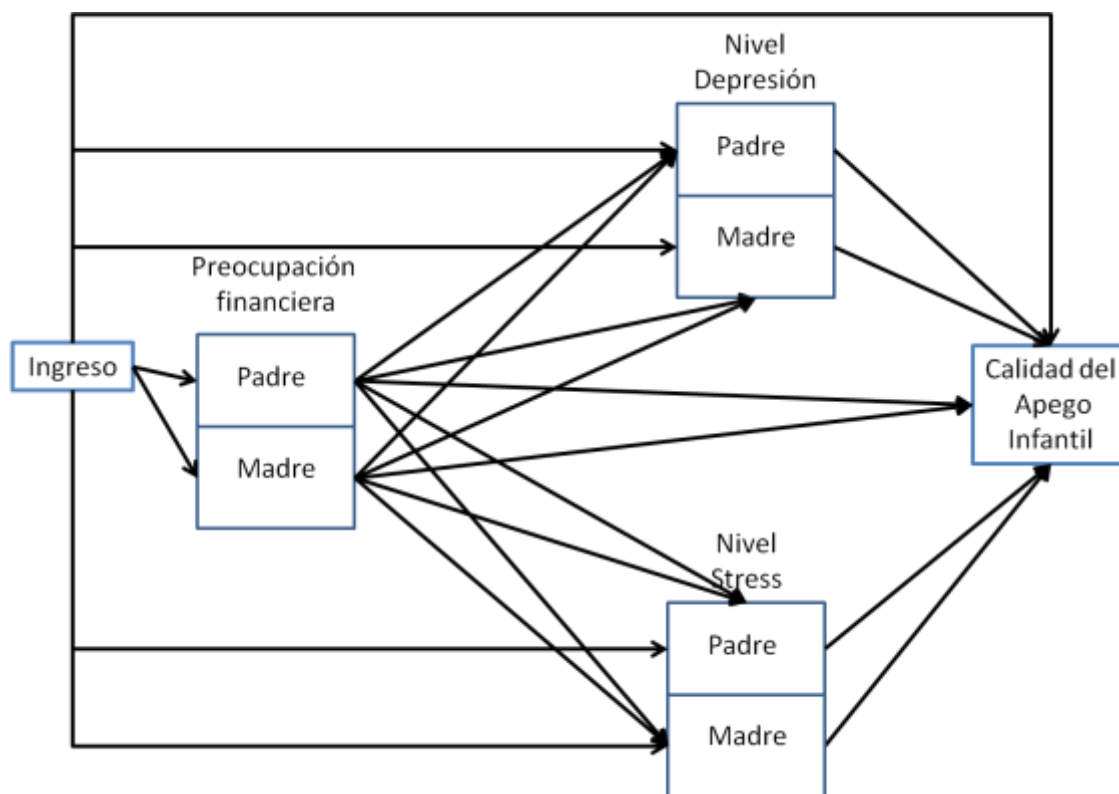 Nivel
Depresión
Padre
Madre
Preocupación
financiera
Ingreso
Padre
Madre
Calidad del
Apego
Infantil
Nivel
Stress
Padre
Madre